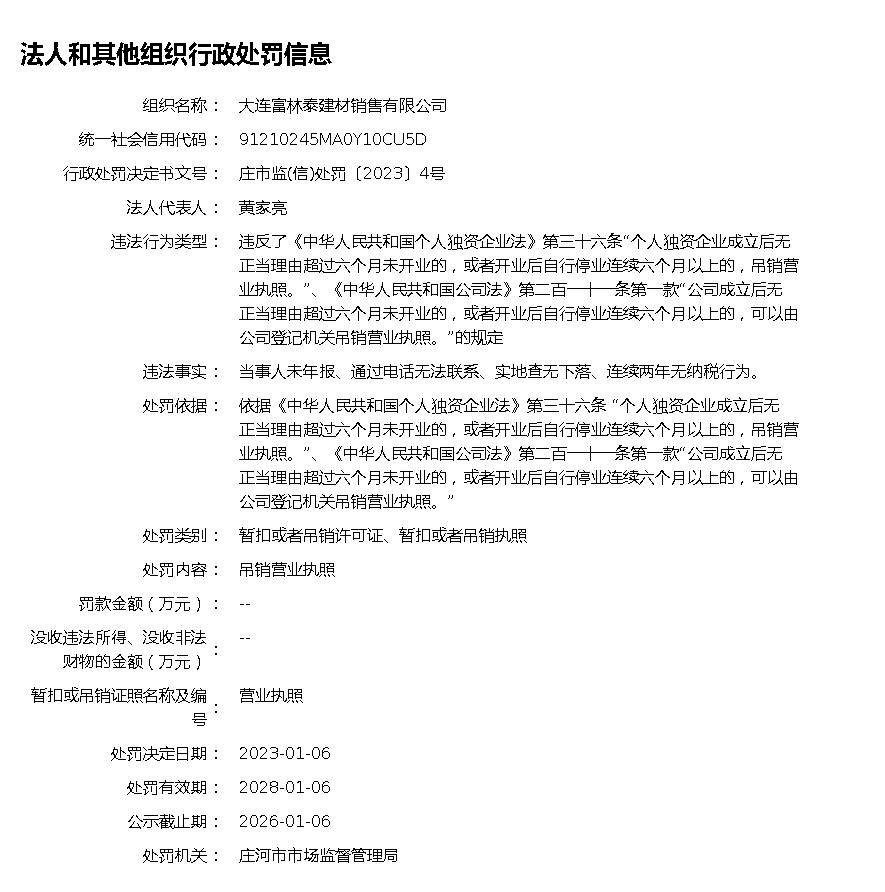 法人和其他组织行政处罚信息
组织名称： 大连富林泰建材销售有限公司
统一社会信用代码： 91210245MA0Y10CU5D
行政处罚决定书文号： 庄市监(信)处罚〔2023〕4号
法人代表人： 黄家亮
违法行为类型： 违反了《中华人民共和国个人独资企业法》第三十六条“个人独资企业成立后无
正当理由超过六个月未开业的，或者开业后自行停业连续六个月以上的，吊销营
业执照。”、《中华人民共和国公司法》第二百一十一条第一款“公司成立后无
正当理由超过六个月未开业的，或者开业后自行停业连续六个月以上的，可以由
公司登记机关吊销营业执照。”的规定
违法事实： 当事人未年报、通过电话无法联系、实地查无下落、连续两年无纳税行为。
处罚依据： 依据《中华人民共和国个人独资企业法》第三十六条 “个人独资企业成立后无
正当理由超过六个月未开业的，或者开业后自行停业连续六个月以上的，吊销营
业执照。”、《中华人民共和国公司法》第二百一十一条第一款“公司成立后无
正当理由超过六个月未开业的，或者开业后自行停业连续六个月以上的，可以由
公司登记机关吊销营业执照。”
处罚类别： 暂扣或者吊销许可证、暂扣或者吊销执照
处罚内容： 吊销营业执照
罚款金额（万元）： --
没收违法所得、没收非法
财物的金额（万元）： --
暂扣或吊销证照名称及编
号： 营业执照
处罚决定日期： 2023-01-06
处罚有效期： 2028-01-06
公示截止期： 2026-01-06
处罚机关： 庄河市市场监督管理局